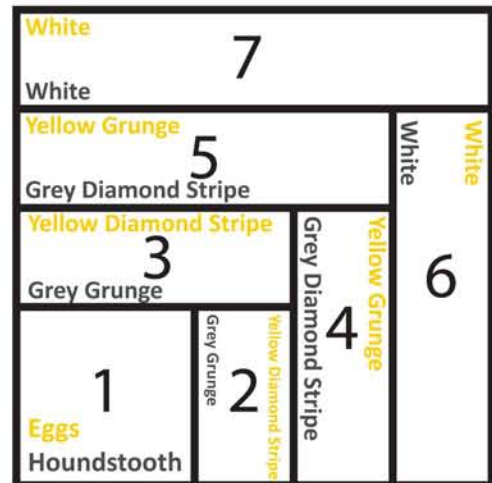 White
7
White
Yellow Grunge
5
Grey Diamond Stripe
White
White
6
Yellow Diamond Stripe
3
Grey Grunge
Grey Diamond Stripe
4
Yellow Grunge
1
Eggs
Houndstooth
Grey Grunge
2
Yellow Diamond Stripe